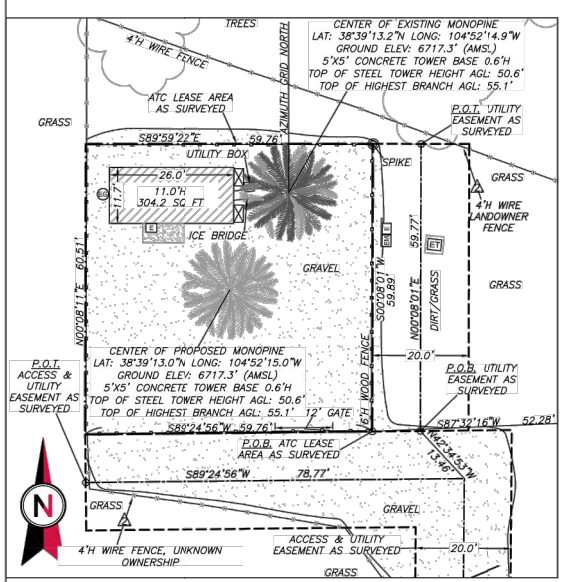 TREES
4'H WIRE FENCE
AZIMUTH GRID NORTH
CENTER OF EXISTING MONOPINE
LAT: 38°39'13.2"N LONG: 104°52'14.9"W
GROUND ELEV: 6717.3' (AMSL)
5'X5' CONCRETE TOWER BASE 0.6'H
TOP OF STEEL TOWER HEIGHT AGL: 50.6'
TOP OF HIGHEST BRANCH AGL: 55.1'
ATC LEASE AREA
AS SURVEYED
GRASS
P.O.T. UTILITY
EASEMENT AS
SURVEYED
S89°59'22"E
59.76'
UTILITY BOX
SPIKE
GRASS
26.0'
11.7'
11.0'H
304.2 SQ FT
EG
E
ICE BRIDGE
2
4'H WIRE
LANDOWNER
FENCE
N00°08'11"E 60.51'
GRAVEL
EM
E
S00°08'01"W
59.89'
59.77'
N00°08'01"E
ET
DIRT/GRASS
GRASS
6'H WOOD FENCE
20.0'
P.O.T.
ACCESS &
UTILITY
EASEMENT AS
SURVEYED
CENTER OF PROPOSED MONOPINE
LAT: 38°39'13.0"N LONG: 104°52'15.0"W
GROUND ELEV: 6717.3' (AMSL)
5'X5' CONCRETE TOWER BASE 0.6'H
TOP OF STEEL TOWER HEIGHT AGL: 50.6'
TOP OF HIGHEST BRANCH AGL: 55.1'
12' GATE
P.O.B. UTILITY
EASEMENT AS
SURVEYED
S89°24'56"W 59.76'
S87°32'16"W 52.28'
P.O.B. ATC LEASE
AREA AS SURVEYED
N42°34'53"W
13.46'
S89°24'56"W 78.77'
N
GRASS
GRAVEL
2
4'H WIRE FENCE, UNKNOWN
OWNERSHIP
ACCESS & UTILITY
EASEMENT AS SURVEYED
20.0'
GRASS